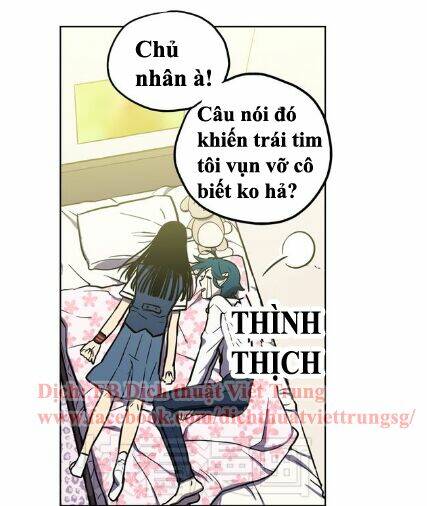 Chủ
nhân à!
Câu nói đó
khiến trái tim
tôi vụn vỡ cô
biết ko hả?
THÌNH
THỊCH
Dịch: FB Dịch thuật Việt Trung
www.facebook.com/dichthuatviettrungsg/